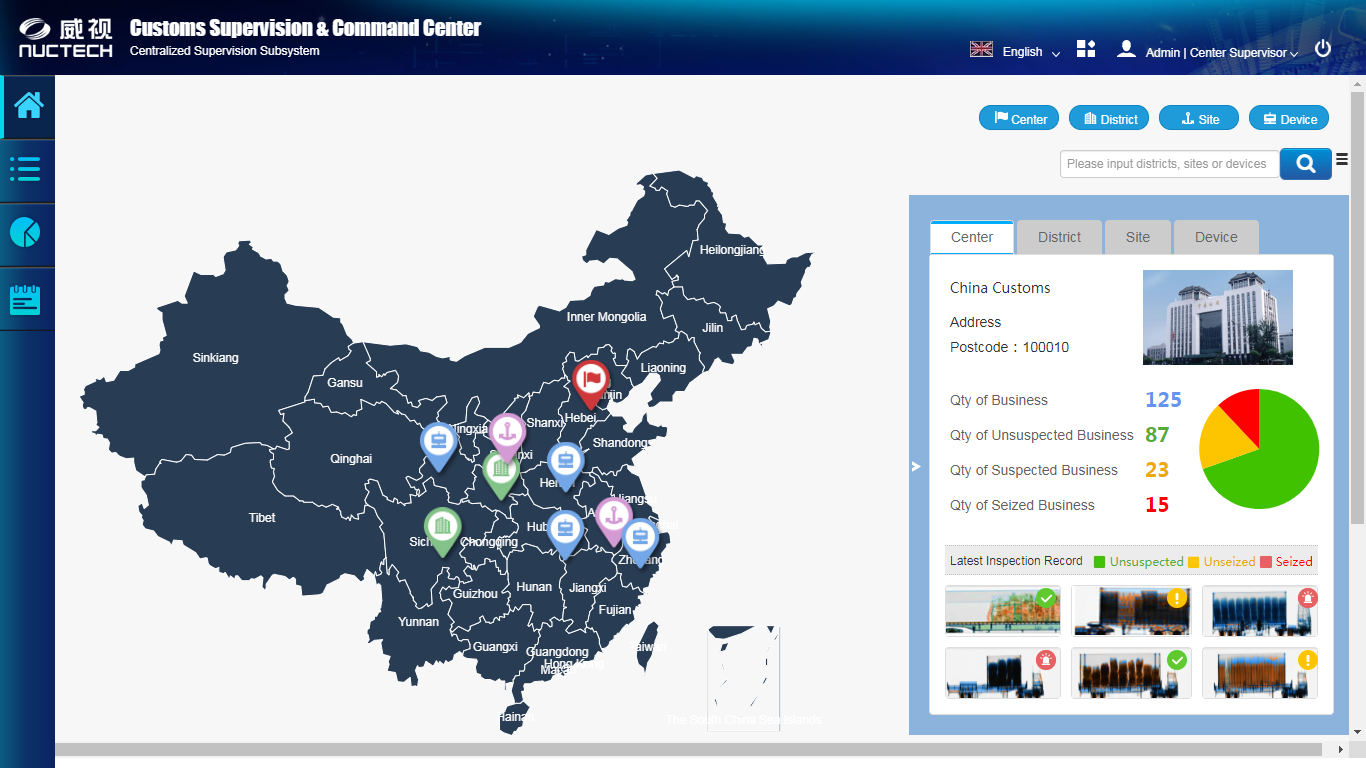 威视
NUCTECH
Customs Supervision & Command Center
Centralized Supervision Subsystem
English
Admin | Center Supervisor
Center
District
Site
Device
Please input districts, sites or devices
Heilongjiang
Inner Mongolia
Jilin
Sinkiang
Liaoning
Gansu
Hebei
Shanxi
Shandong
Qinghai
Tibet
Chongqing
Hunan
Jiangxi
Guizhou
Fujian
Yunnan
Guangxi
Guangdong
Hong Kong
Hainan
The South China Sea Islands
Center
District
Site
Device
China Customs
Address
Postcode：100010
Qty of Business 125
Qty of Unsuspected Business 87
Qty of Suspected Business 23
Qty of Seized Business 15
Latest Inspection Record Unsuspected Unseized Seized